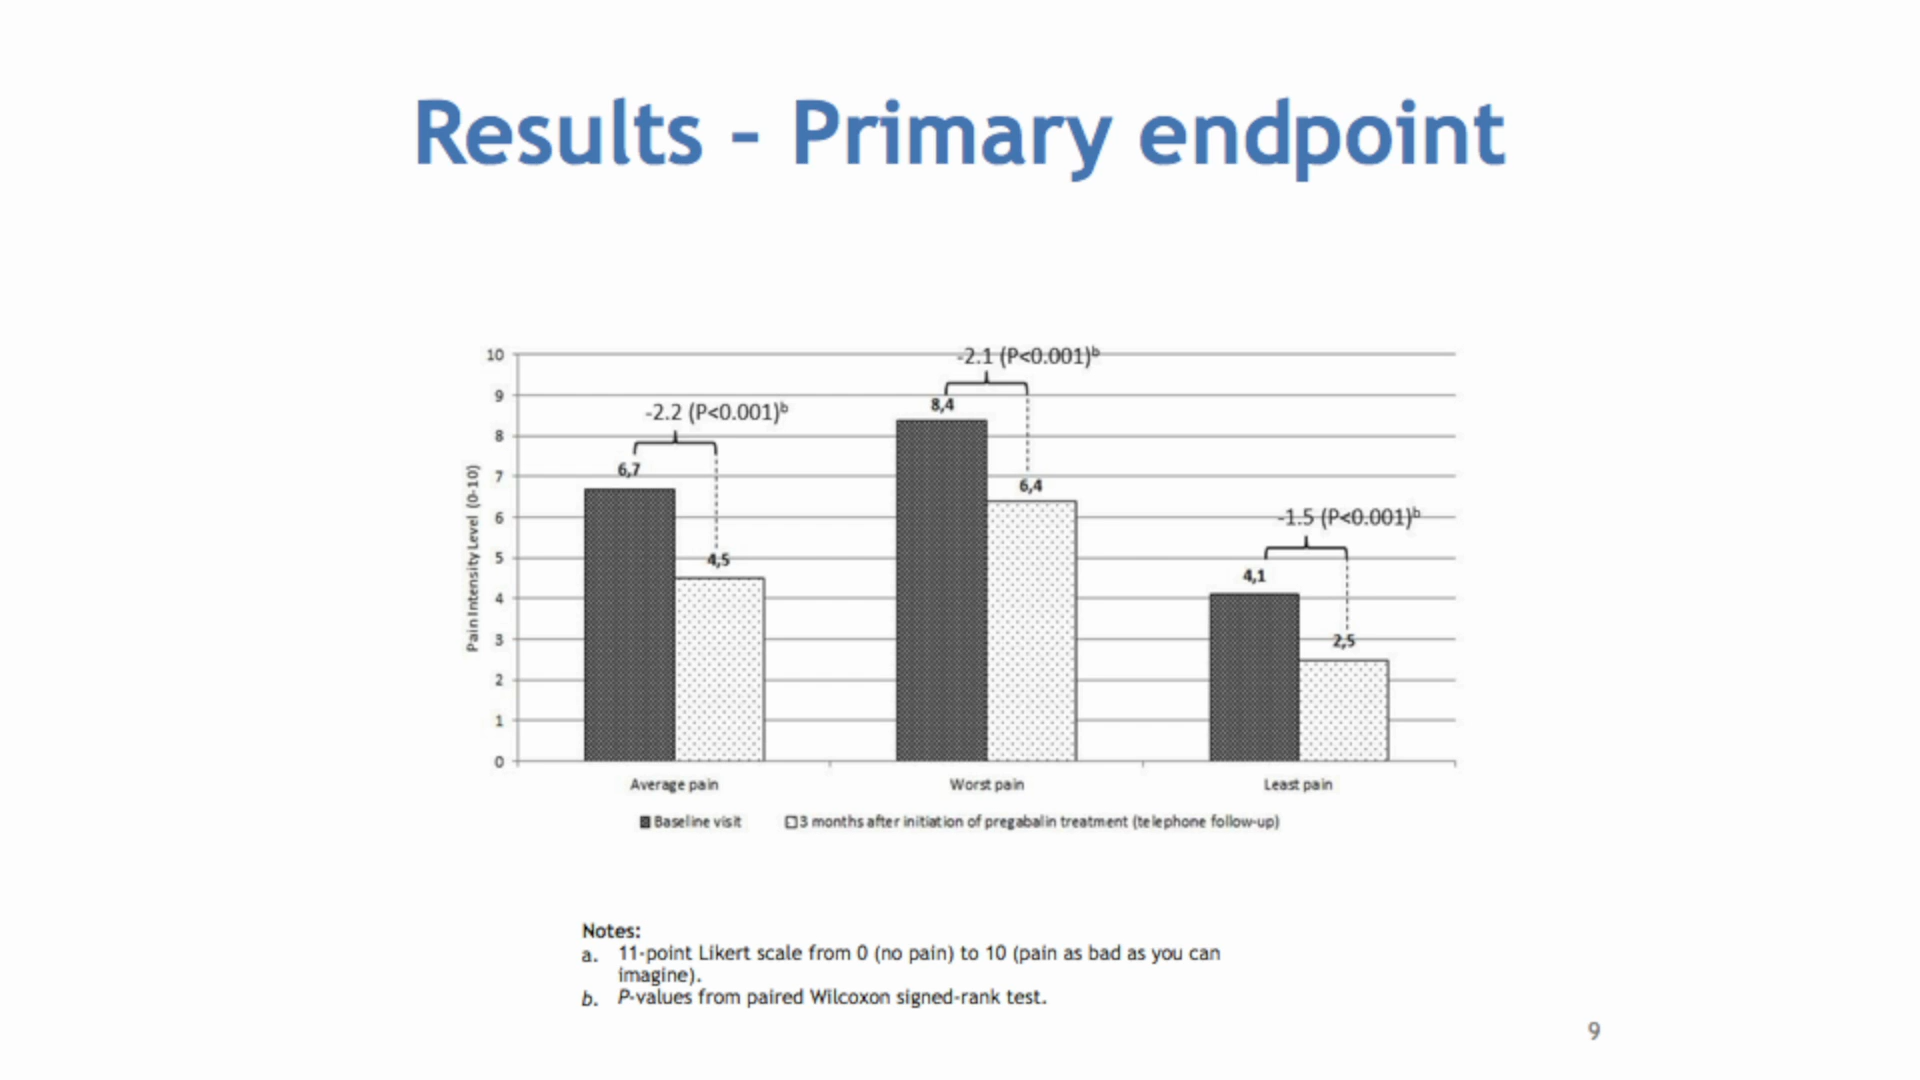 Results - Primary endpoint
-2.1 (P<0.001)ᵇ
-2.2 (P<0.001)ᵇ
-1.5 (P<0.001)ᵇ
10
9
8
7
6
5
4
3
2
1
0
Pain Intensity Level (0-10)
6,7
4,5
8,4
6,4
4,1
2,5
Average pain
Worst pain
Least pain
Baseline visit
3 months after initiation of pregabalin treatment (telephone follow-up)
Notes:
a. 11-point Likert scale from 0 (no pain) to 10 (pain as bad as you can
imagine).
b. P-values from paired Wilcoxon signed-rank test.
9